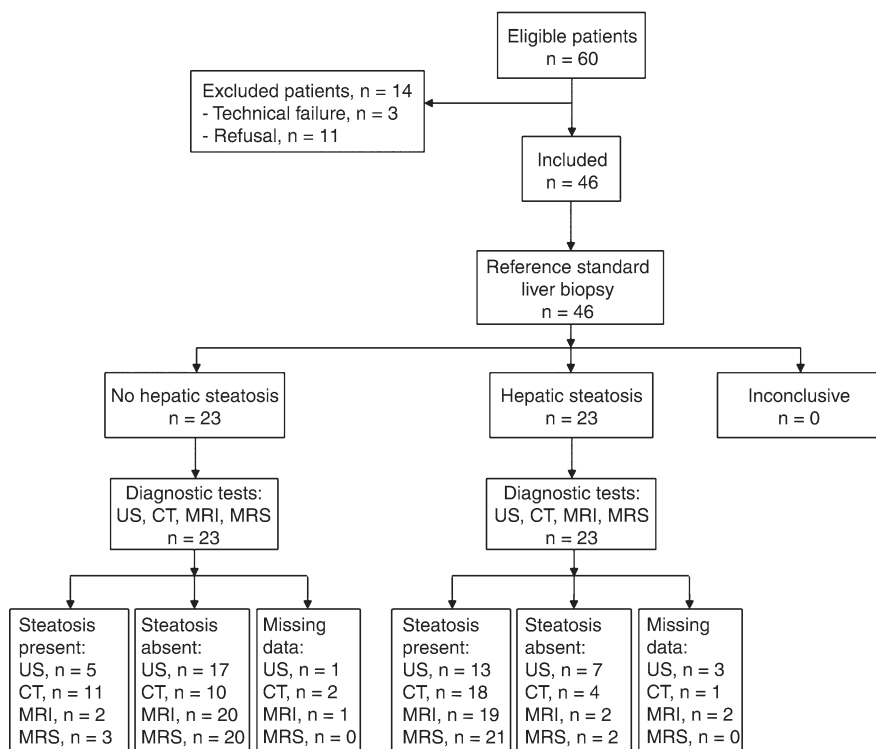 Eligible patients
n = 60
Excluded patients, n = 14
- Technical failure, n = 3
- Refusal, n = 11
Included
n = 46
Reference standard
liver biopsy
n = 46
No hepatic steatosis
n = 23
Hepatic steatosis
n = 23
Inconclusive
n = 0
Diagnostic tests:
US, CT, MRI, MRS
n = 23
Diagnostic tests:
US, CT, MRI, MRS
n = 23
Steatosis
present:
US, n = 5
CT, n = 11
MRI, n = 2
MRS, n = 3
Steatosis
absent:
US, n = 17
CT, n = 10
MRI, n = 20
MRS, n = 20
Missing
data:
US, n = 1
CT, n = 2
MRI, n = 1
MRS, n = 0
Steatosis
present:
US, n = 13
CT, n = 18
MRI, n = 19
MRS, n = 21
Steatosis
absent:
US, n = 7
CT, n = 4
MRI, n = 2
MRS, n = 2
Missing
data:
US, n = 3
CT, n = 1
MRI, n = 2
MRS, n = 0